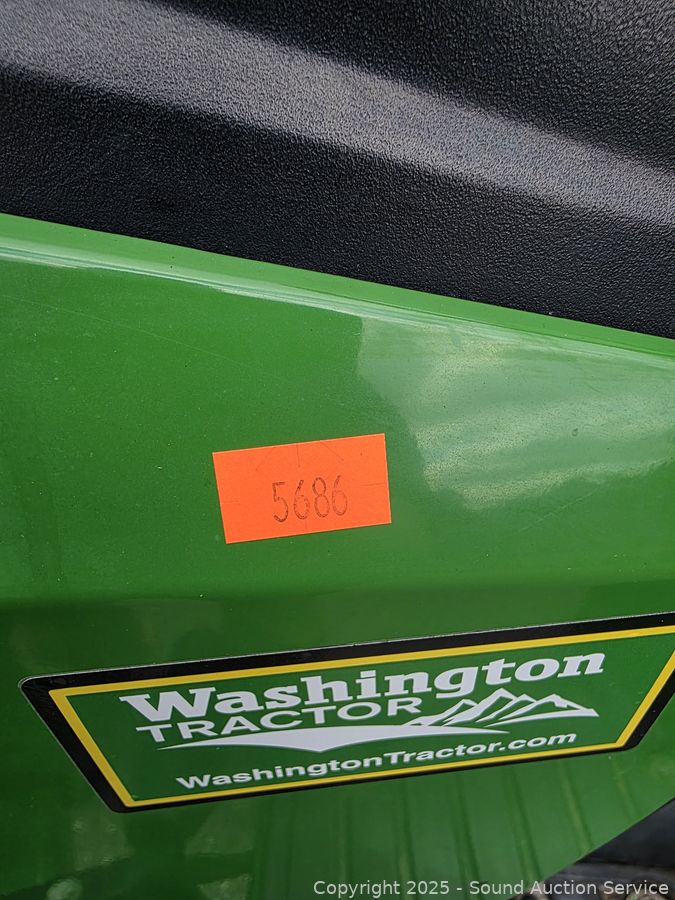 5686
Washington
TRACTOR
WashingtonTractor.com
Copyright 2025 - Sound Auction Service